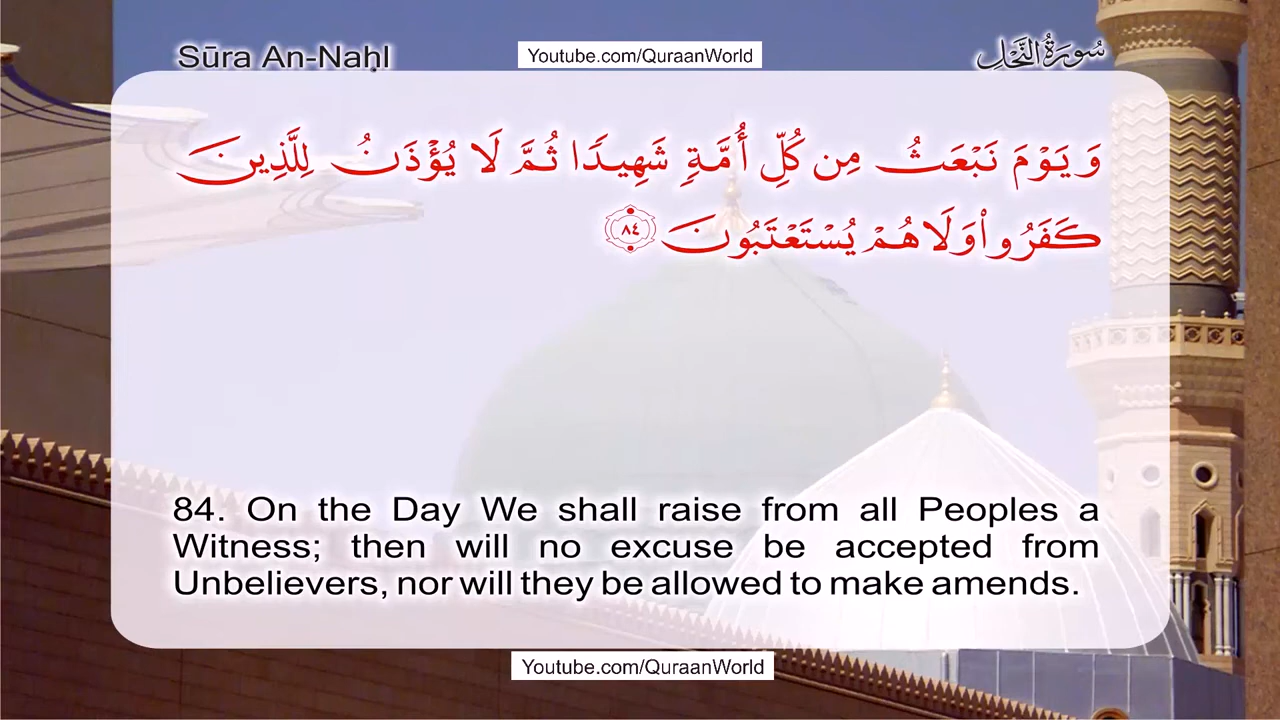 Sūra An-Naḥl
Youtube.com/QuraanWorld
سُورَةُ النَّحْلِ
وَيَوْمَ نَبْعَثُ مِن كُلِّ أُمَّةٍ شَهِيدًا ثُمَّ لَا يُؤْذَنُ لِلَّذِينَ
كَفَرُوا۟ وَلَا هُمْ يُسْتَعْتَبُونَ ٨٤
84. On the Day We shall raise from all Peoples a
Witness; then will no excuse be accepted from
Unbelievers, nor will they be allowed to make amends.
Youtube.com/QuraanWorld